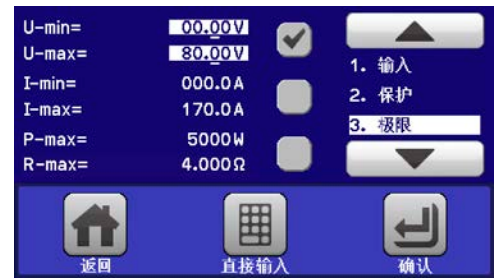 U-min= 00.00V
U-max= 80.00V
I-min= 000.0A
I-max= 170.0A
P-max= 5000W
R-max= 4.000Ω
1. 输入
2. 保护
3. 极限
返回
直接输入
确认